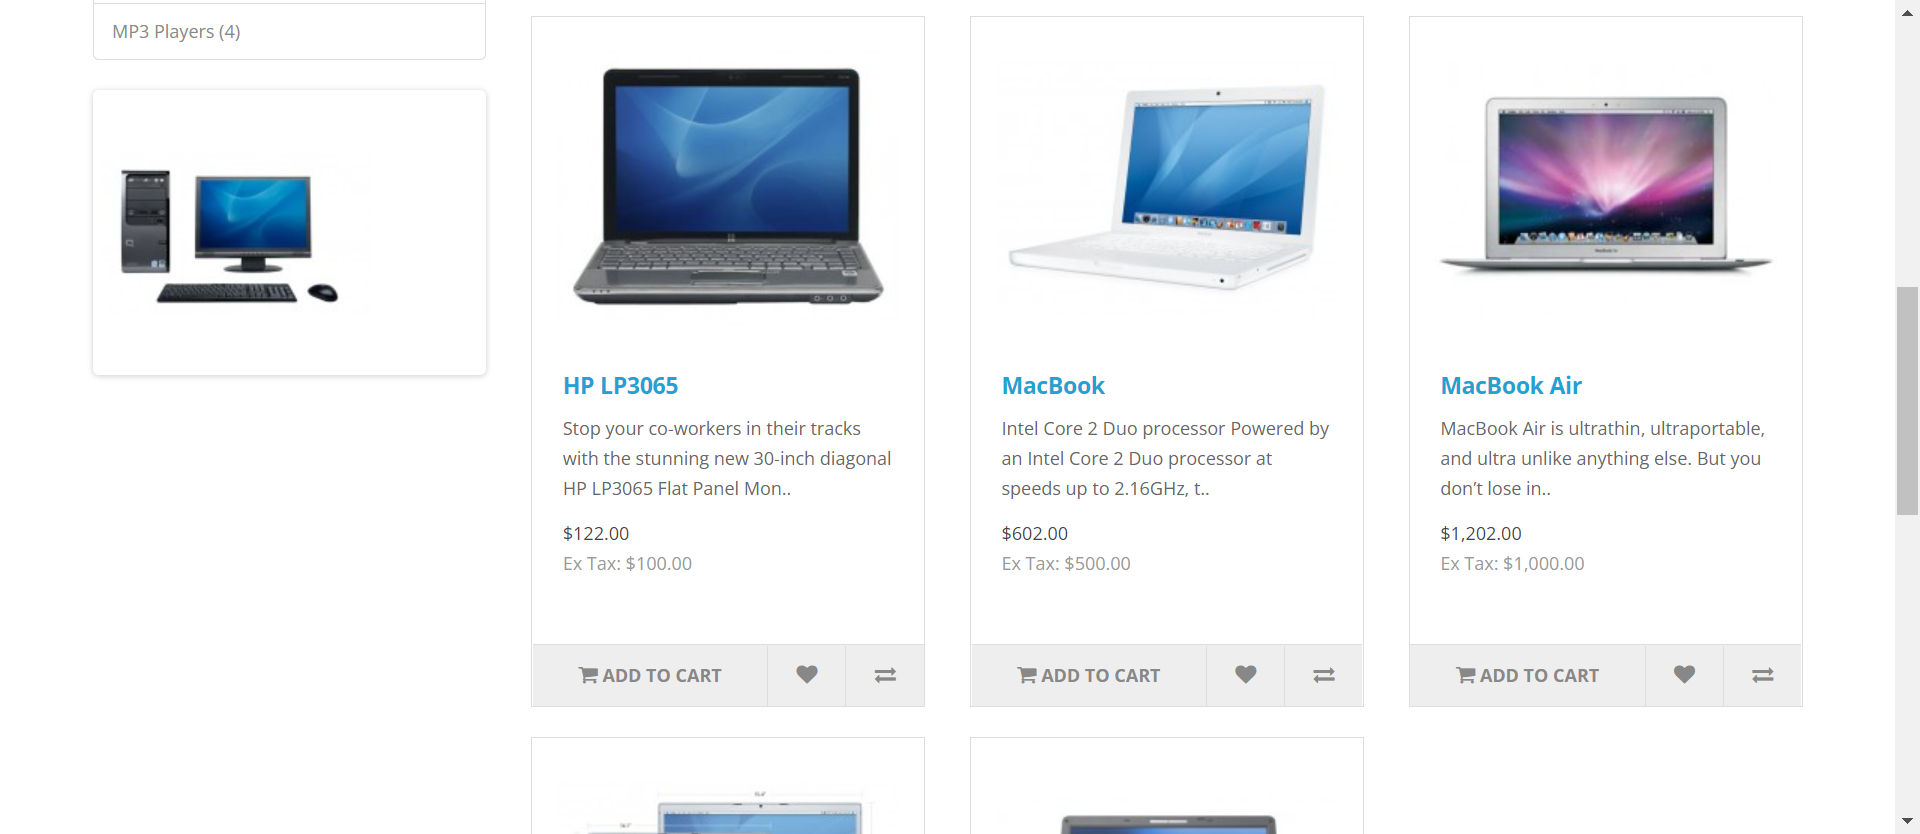 MP3 Players (4)
HP LP3065
Stop your co-workers in their tracks
with the stunning new 30-inch diagonal
HP LP3065 Flat Panel Mon..
$122.00
Ex Tax: $100.00
ADD TO CART
MacBook
Intel Core 2 Duo processor Powered by
an Intel Core 2 Duo processor at
speeds up to 2.16GHz, t..
$602.00
Ex Tax: $500.00
ADD TO CART
MacBook Air
MacBook Air is ultrathin, ultraportable,
and ultra unlike anything else. But you
don’t lose in..
$1,202.00
Ex Tax: $1,000.00
ADD TO CART